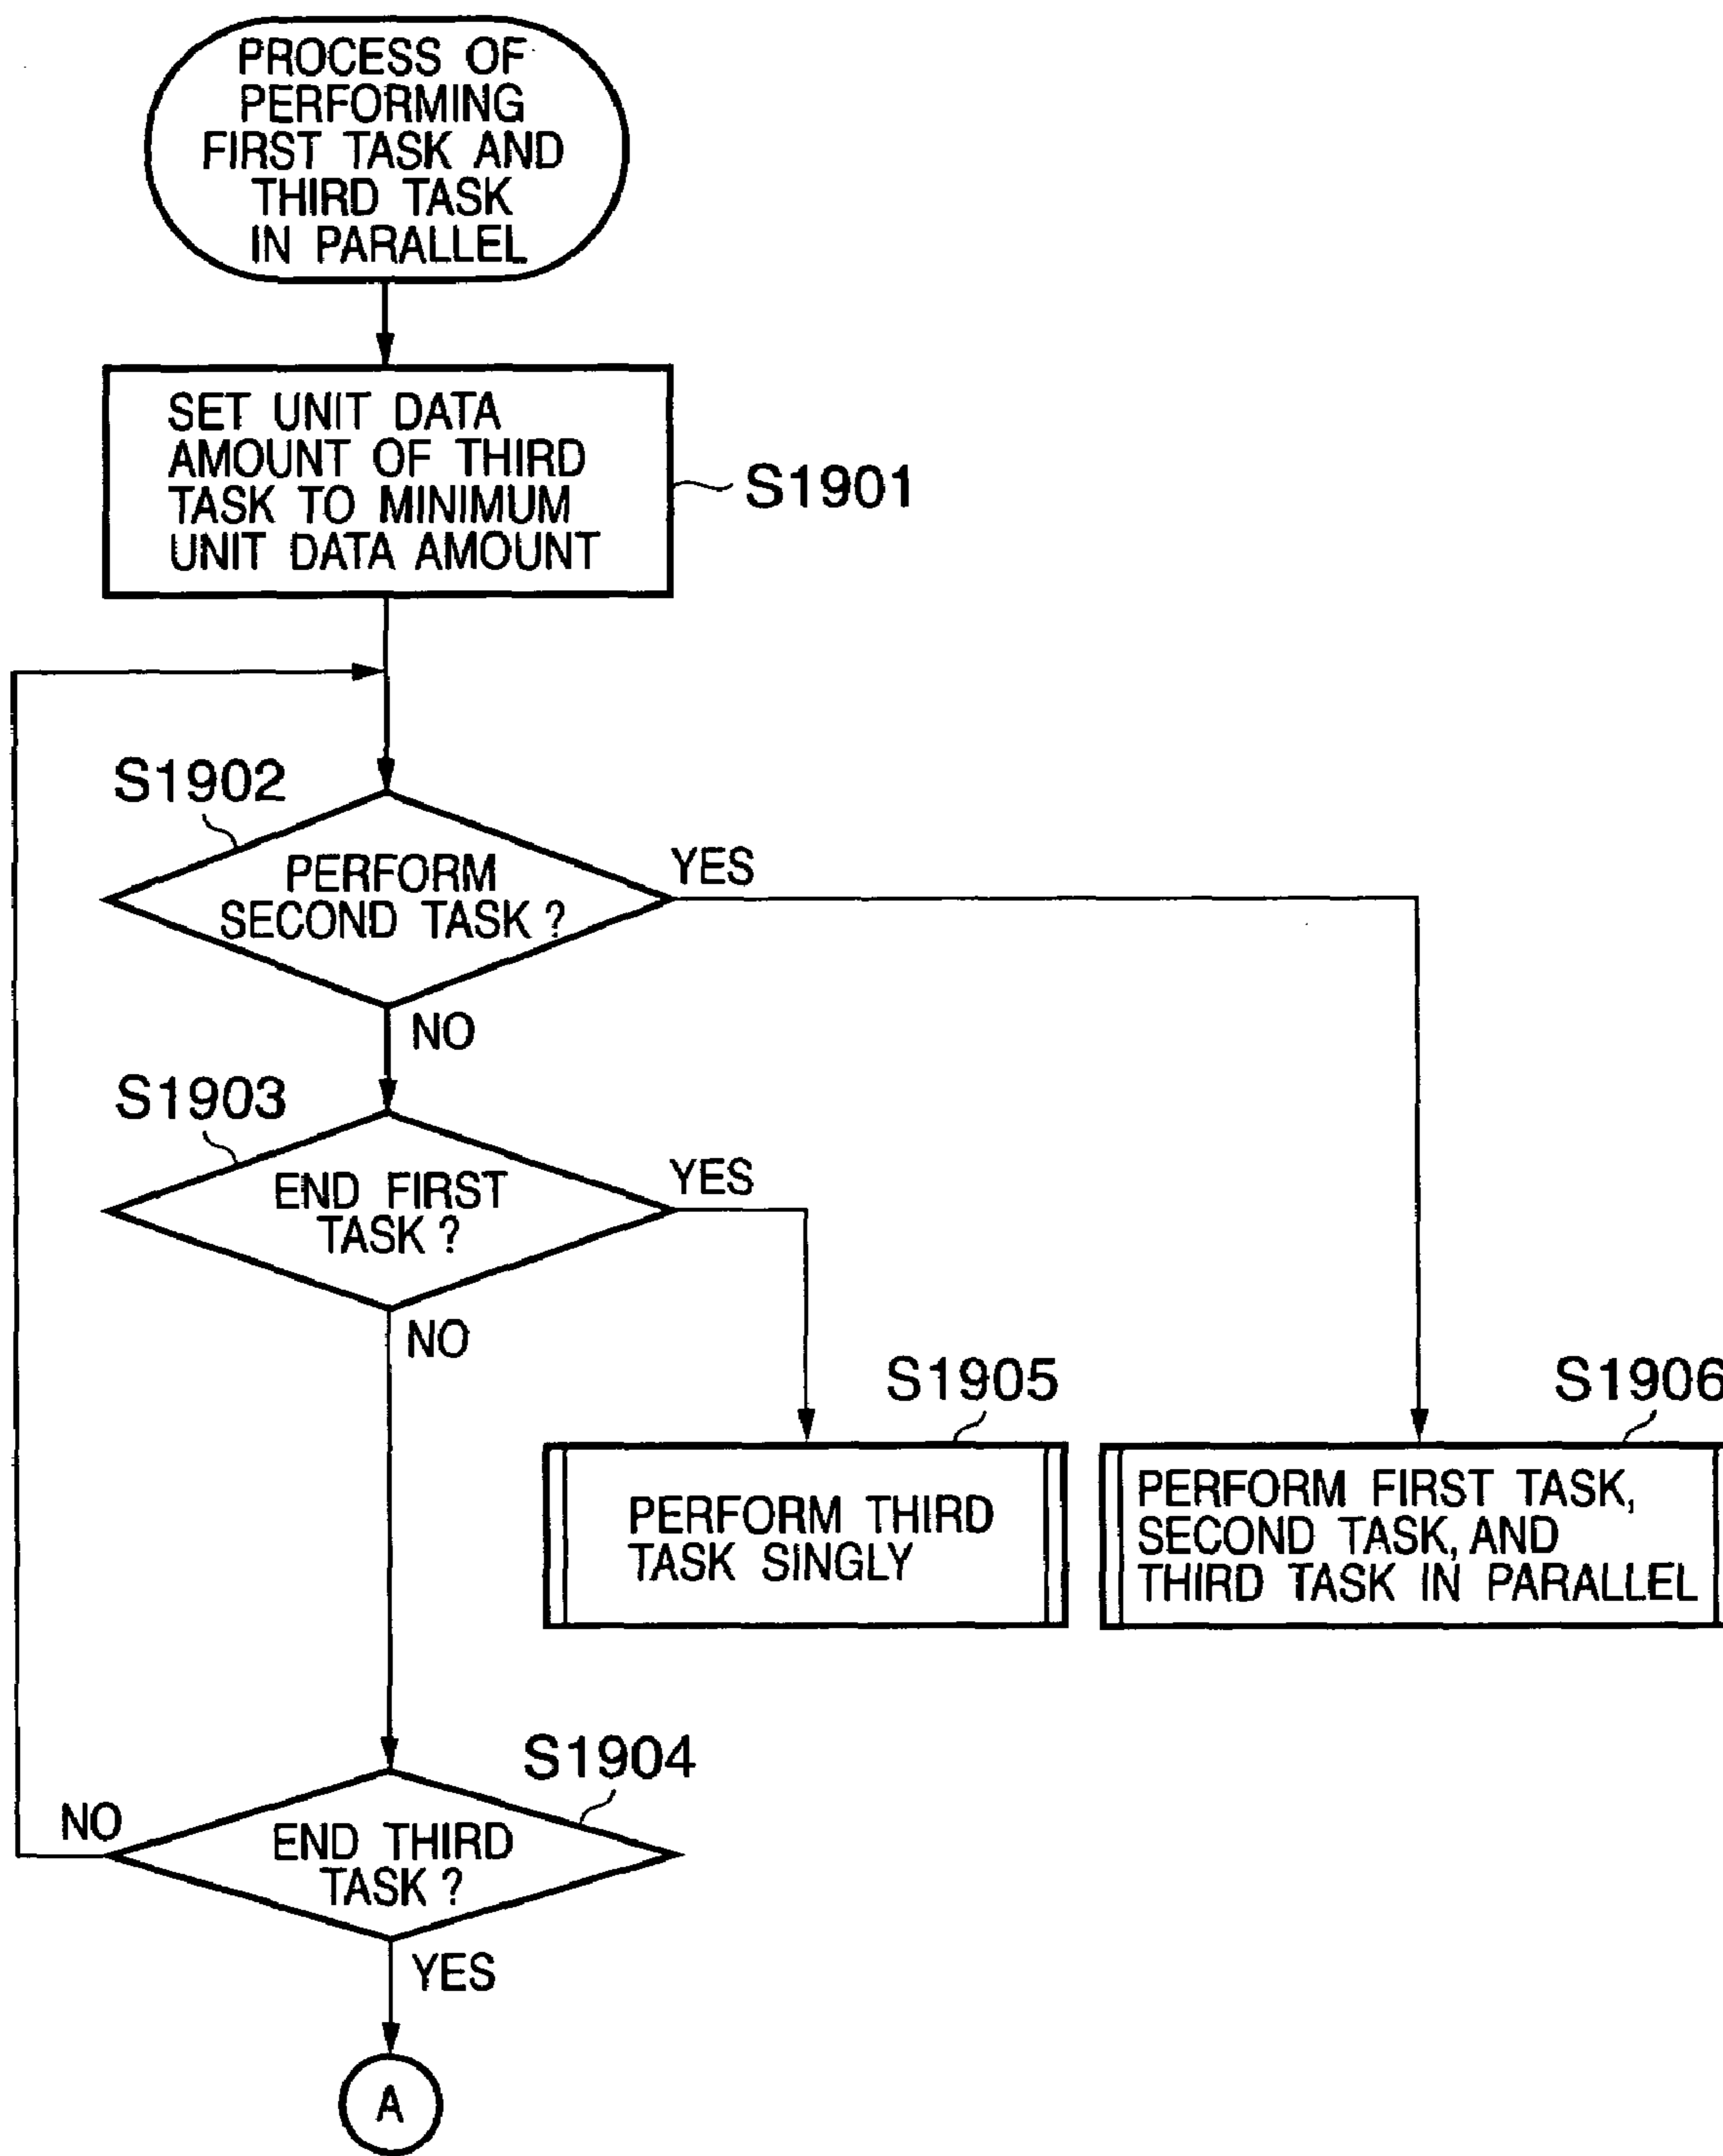 PROCESS OF
PERFORMING
FIRST TASK AND
THIRD TASK
IN PARALLEL
SET UNIT DATA
AMOUNT OF THIRD
TASK TO MINIMUM
UNIT DATA AMOUNT
S1901
S1902
PERFORM
SECOND TASK ?
YES
NO
S1903
END FIRST
TASK ?
YES
NO
S1905
PERFORM THIRD
TASK SINGLY
S1906
PERFORM FIRST TASK,
SECOND TASK, AND
THIRD TASK IN PARALLEL
S1904
END THIRD
TASK ?
NO
YES
A